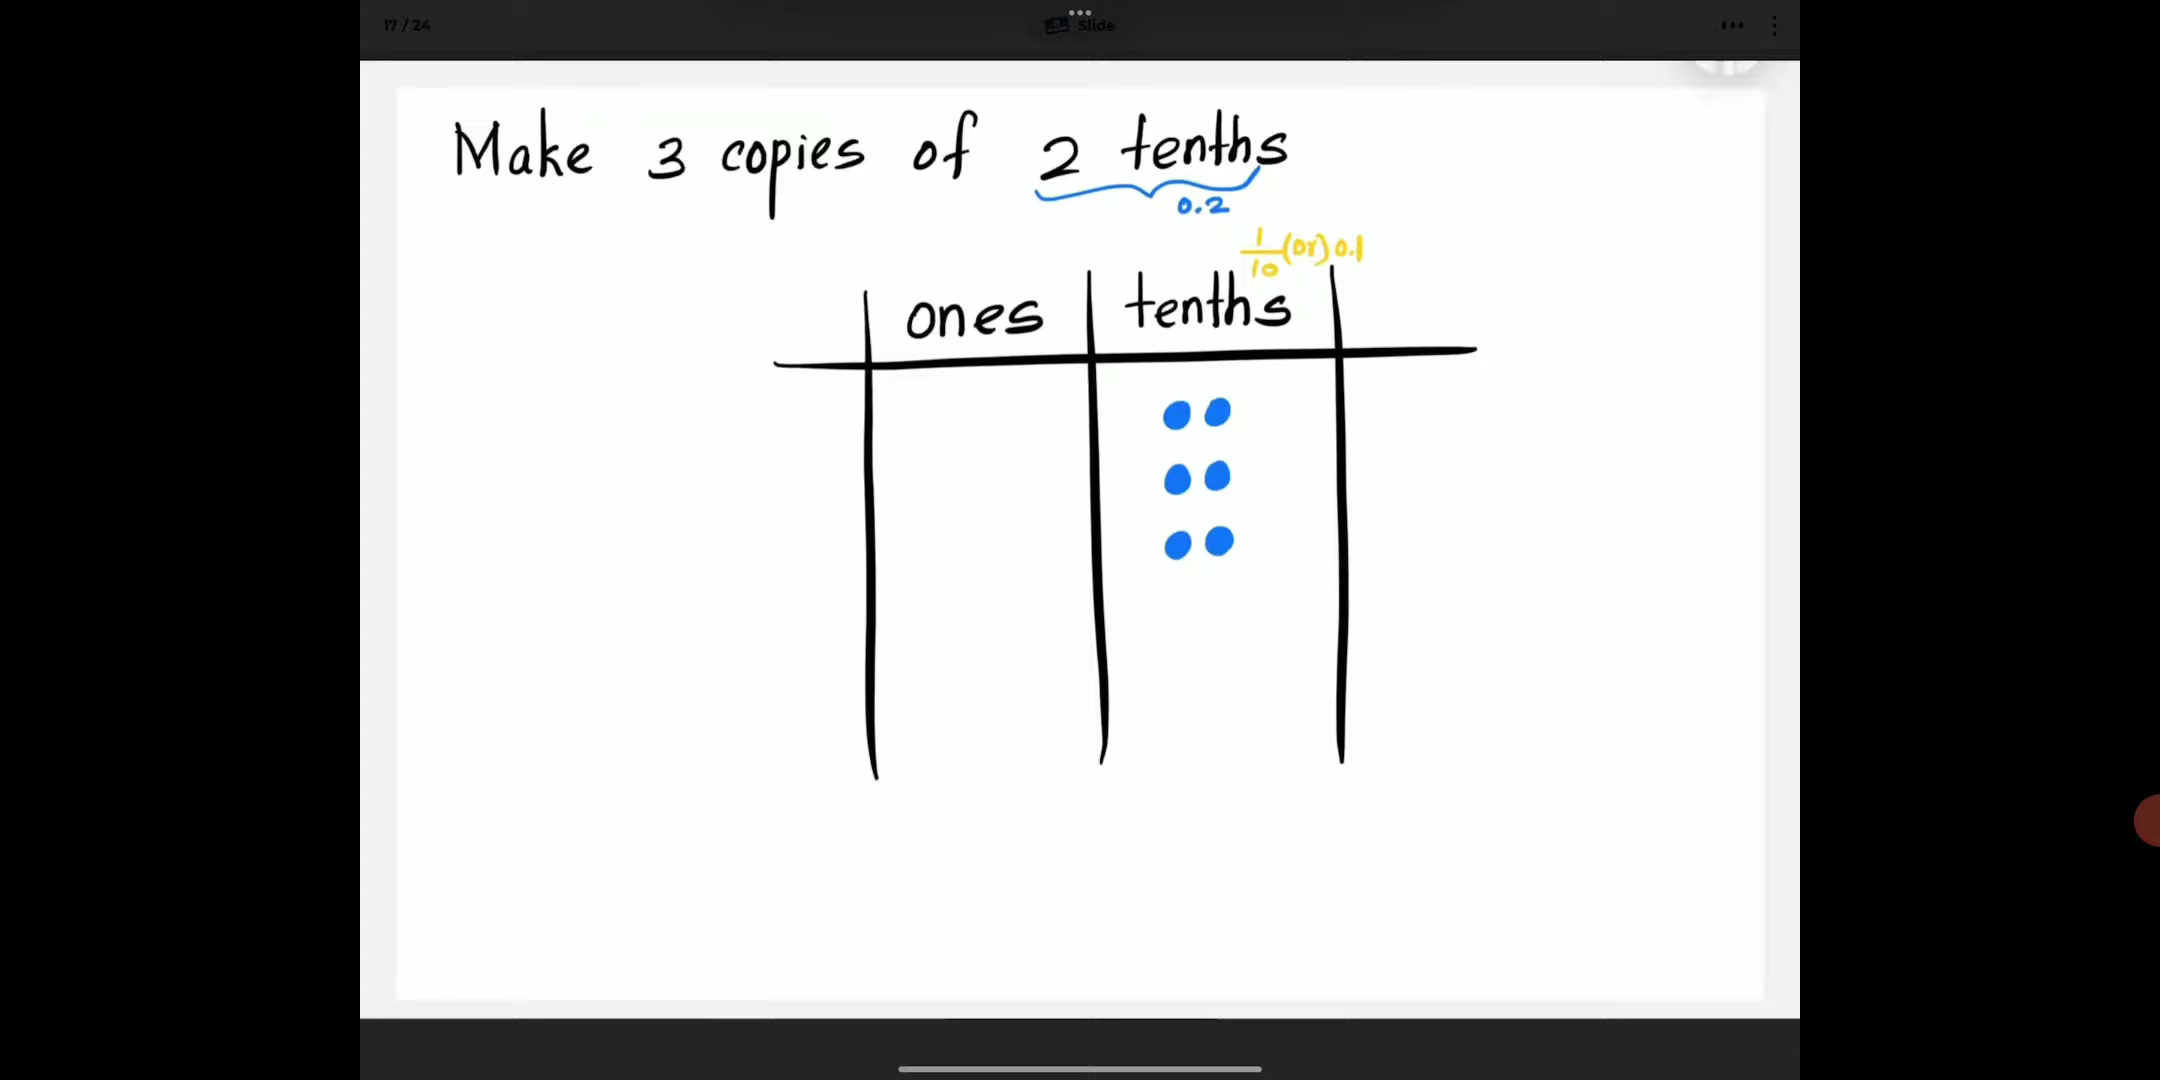 17 / 24
Slide
Make 3 copies of 2 tenths
0.2
1/10 (or) 0.1
ones tenths